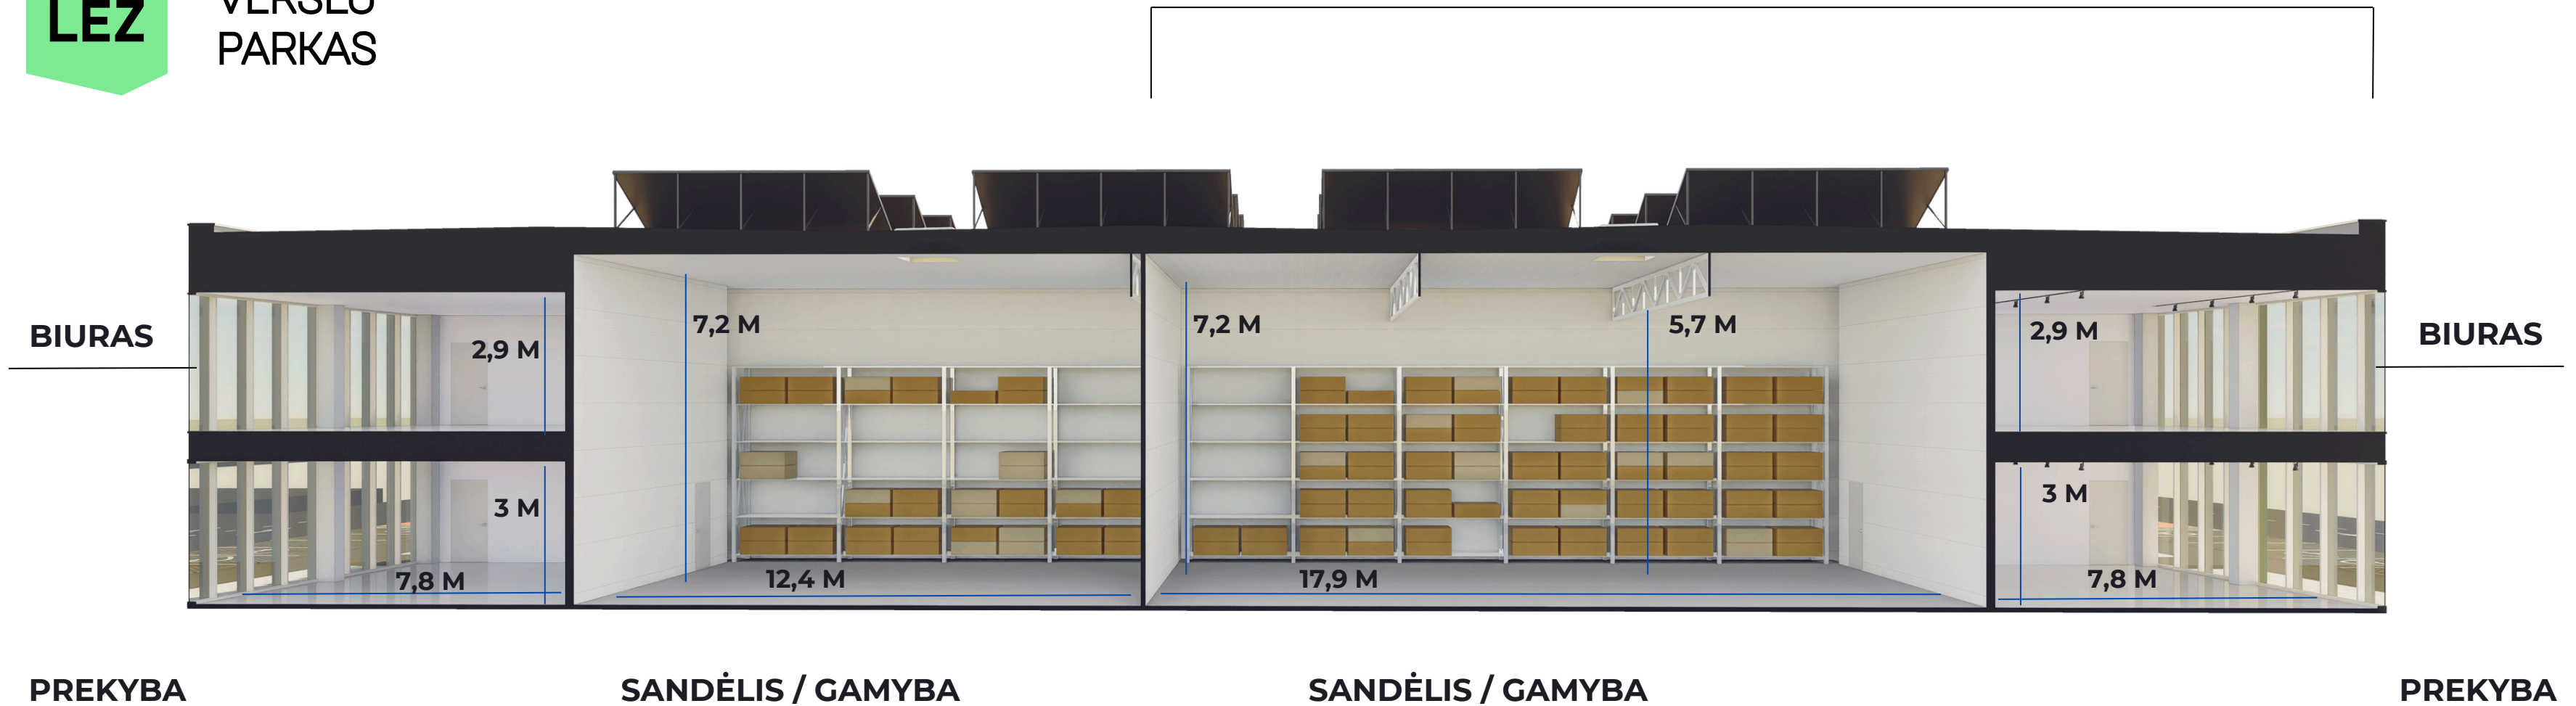 LEZ
VERSLO
PARKAS
BIURAS
2,9 M
7,2 M
7,2 M
5,7 M
2,9 M
BIURAS
3 M
3 M
7,8 M
12,4 M
17,9 M
7,8 M
PREKYBA
SANDĖLIS / GAMYBA
SANDĖLIS / GAMYBA
PREKYBA